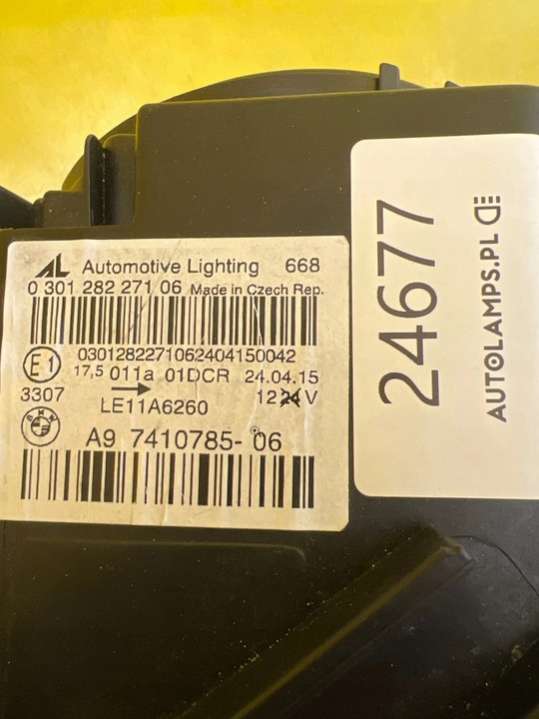 AL Automotive Lighting 668
0 301 282 271 06 Made in Czech Rep.
0301282271062404150042
E1 17,5 011a 01DCR 24.04.15
3307 12 24 V
LE11A6260
BMW
A9 7410785-06
24677
AUTOLAMPS.PL